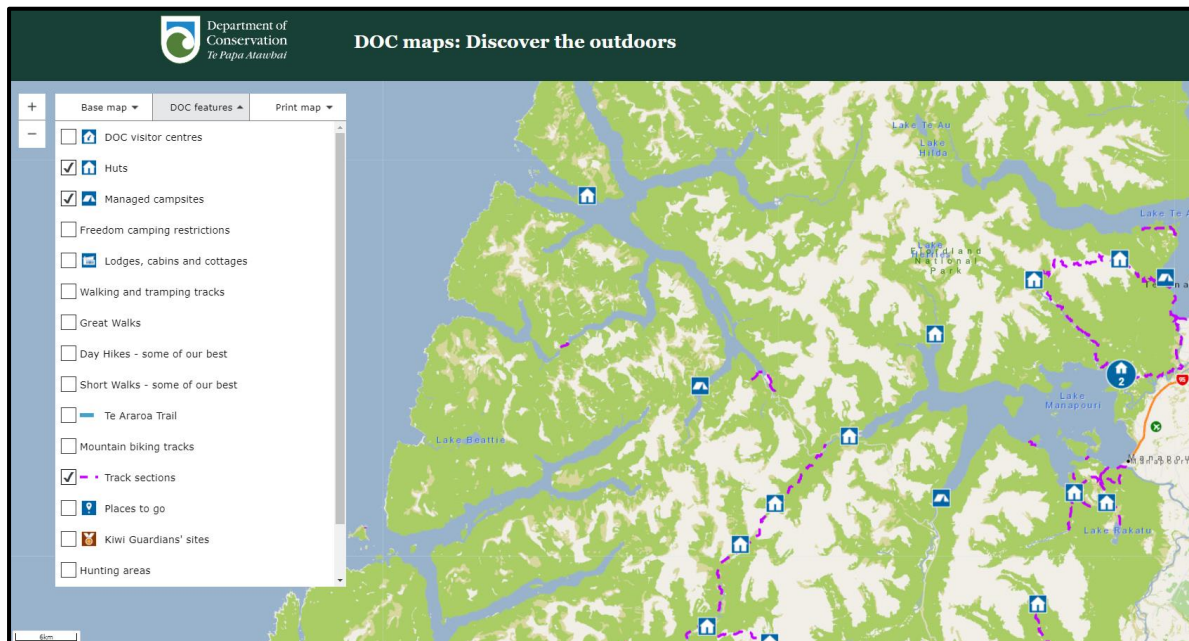 Department of
Conservation
Te Papa Atawhai
DOC maps: Discover the outdoors
+
−
Base map
DOC features
Print map
DOC visitor centres
Huts
Managed campsites
Freedom camping restrictions
Lodges, cabins and cottages
Walking and tramping tracks
Great Walks
Day Hikes - some of our best
Short Walks - some of our best
Te Araroa Trail
Mountain biking tracks
Track sections
Places to go
Kiwi Guardians' sites
Hunting areas
6km
Lake Te Au
Lake
Hilda
Lake Te A
Fiordland
National
Park
Lake
2
95
Lake
Manapouri
Manapouri
Lake Beattie
Lake Rakatu